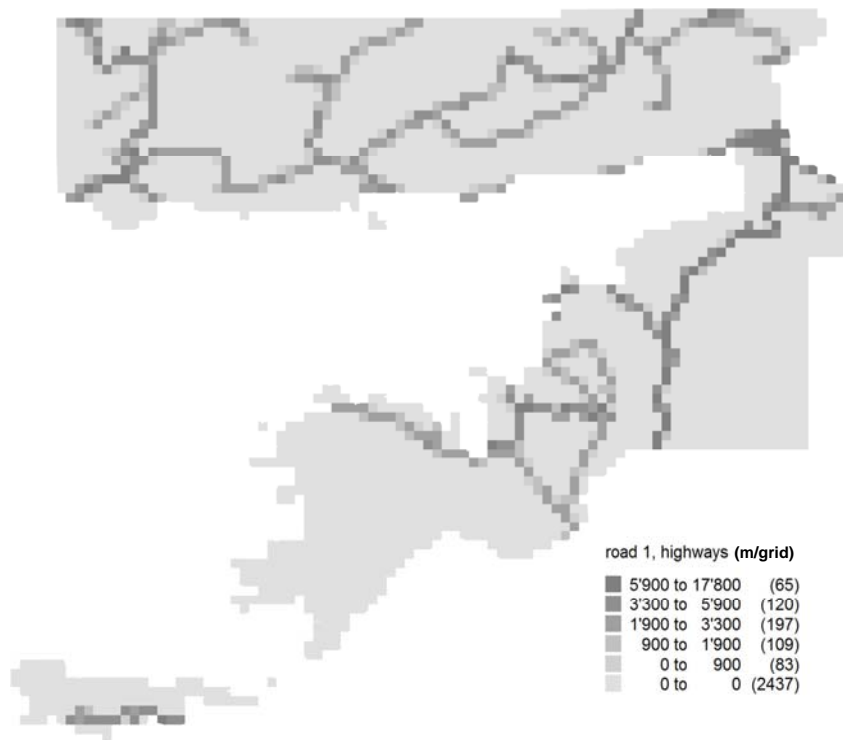 road 1, highways (m/grid)
5'900 to 17'800 (65)
3'300 to 5'900 (120)
1'900 to 3'300 (197)
900 to 1'900 (109)
0 to 900 (83)
0 to 0 (2437)